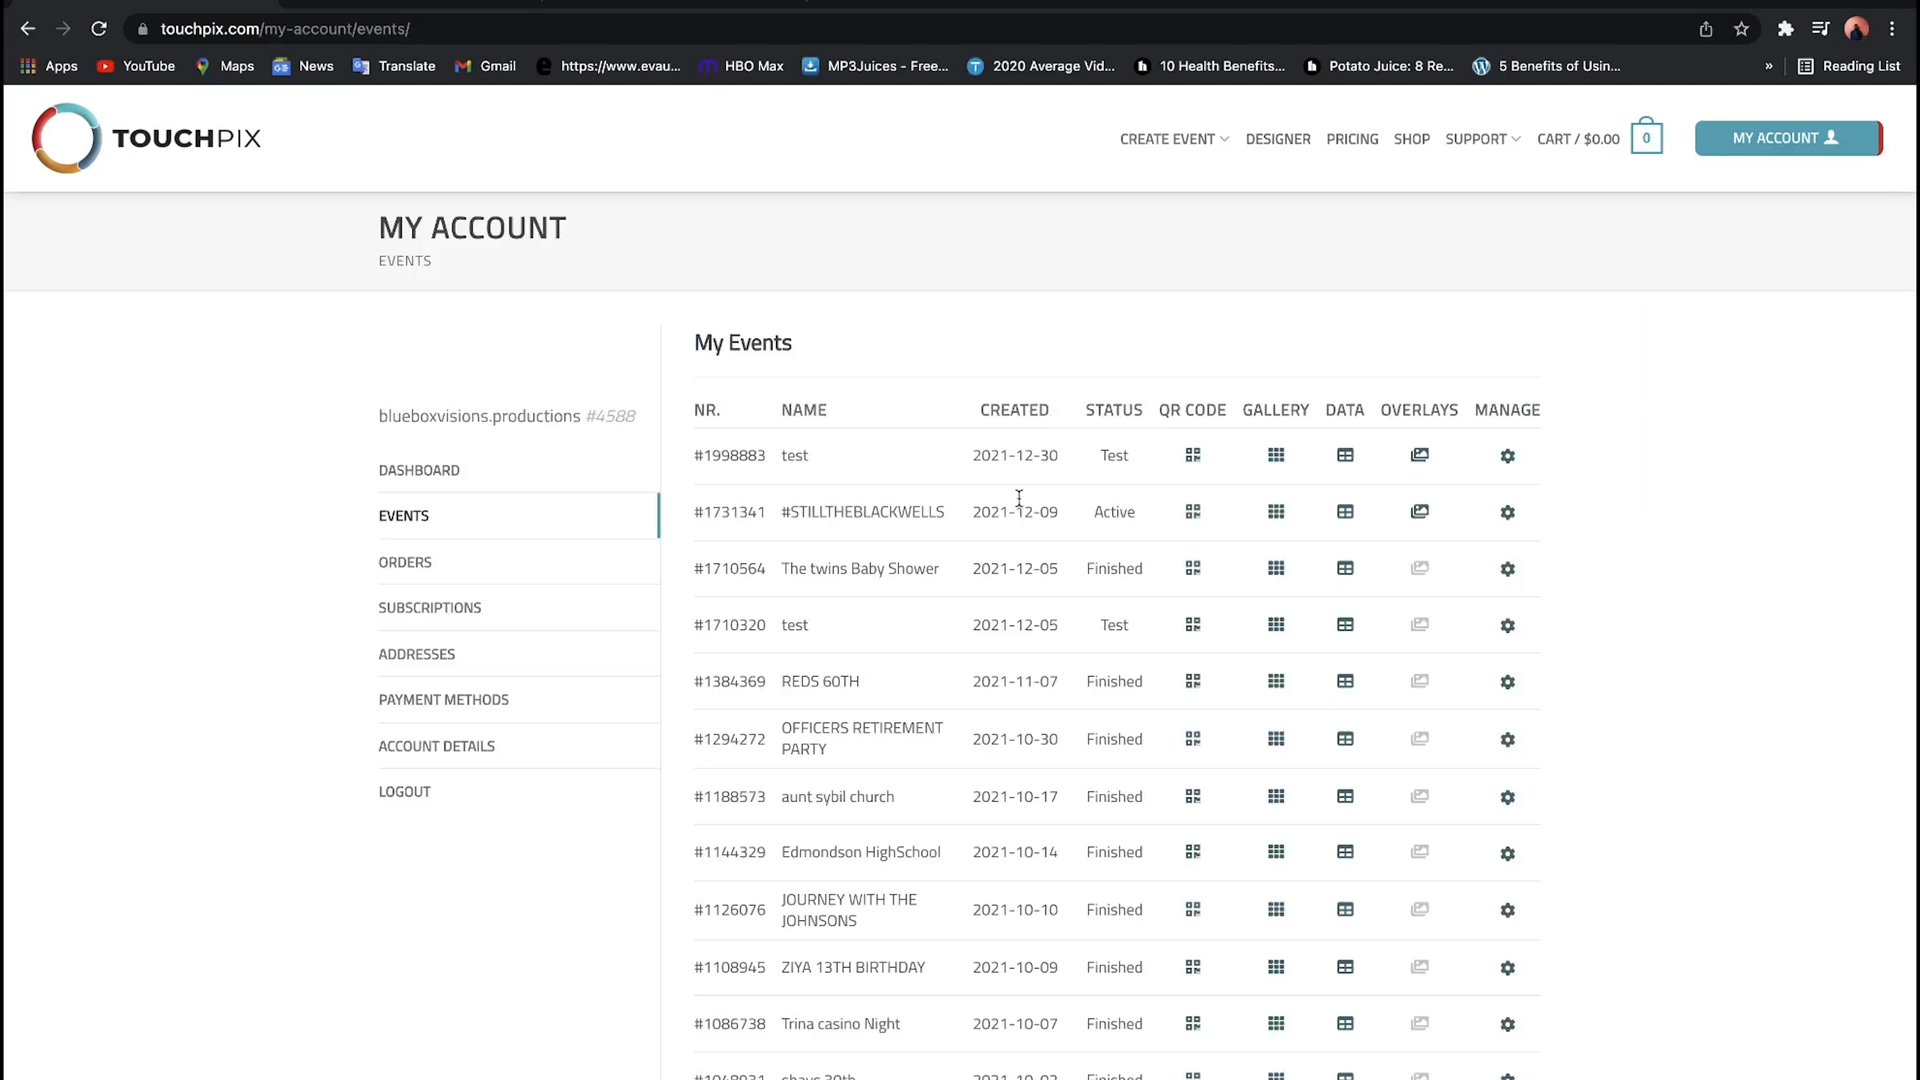 touchpix.com/my-account/events/
Apps YouTube Maps News Translate Gmail https://www.evau... HBO Max MP3Juices - Free... 2020 Average Vid... 10 Health Benefits... Potato Juice: 8 Re... 5 Benefits of Usin... » Reading List
TOUCHPIX CREATE EVENT DESIGNER PRICING SHOP SUPPORT CART / $0.00 0 MY ACCOUNT
MY ACCOUNT
EVENTS
blueboxvisions.productions #4588
DASHBOARD
EVENTS
ORDERS
SUBSCRIPTIONS
ADDRESSES
PAYMENT METHODS
ACCOUNT DETAILS
LOGOUT
My Events
NR. NAME CREATED STATUS QR CODE GALLERY DATA OVERLAYS MANAGE
#1998883 test 2021-12-30 Test
#1731341 #STILLTHEBLACKWELLS 2021-12-09 Active
#1710564 The twins Baby Shower 2021-12-05 Finished
#1710320 test 2021-12-05 Test
#1384369 REDS 60TH 2021-11-07 Finished
#1294272 OFFICERS RETIREMENT PARTY 2021-10-30 Finished
#1188573 aunt sybil church 2021-10-17 Finished
#1144329 Edmondson HighSchool 2021-10-14 Finished
#1126076 JOURNEY WITH THE JOHNSONS 2021-10-10 Finished
#1108945 ZIYA 13TH BIRTHDAY 2021-10-09 Finished
#1086738 Trina casino Night 2021-10-07 Finished